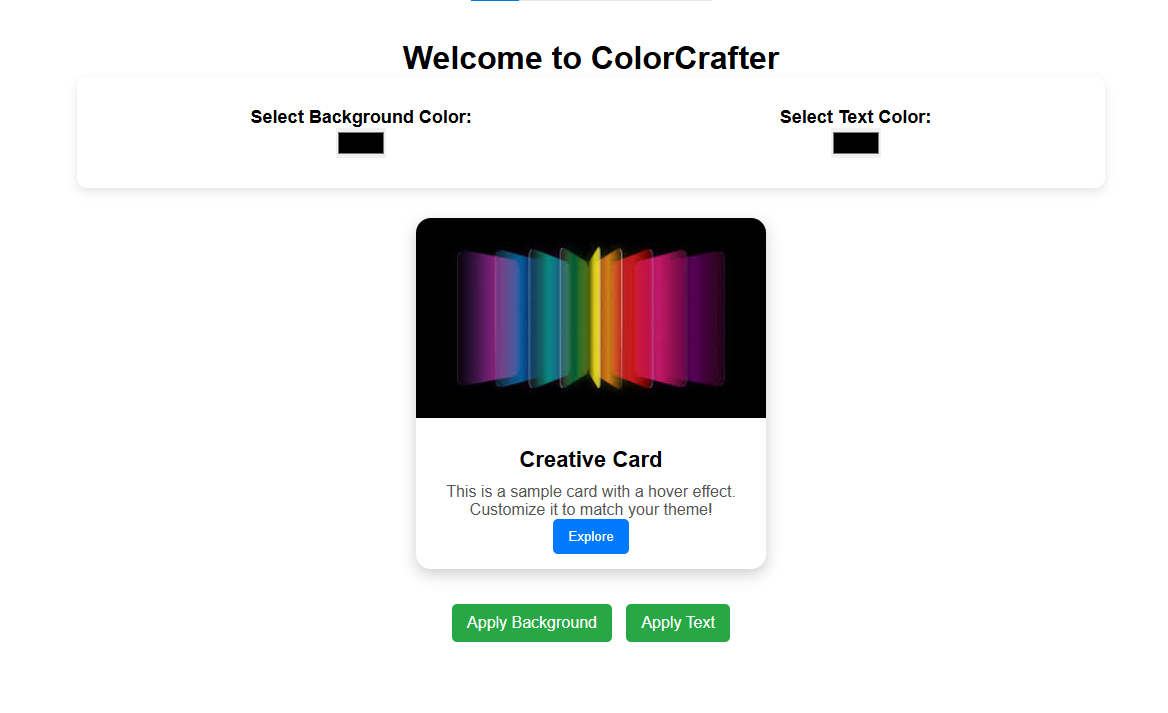 Welcome to ColorCrafter
Select Background Color:
Select Text Color:
Creative Card
This is a sample card with a hover effect.
Customize it to match your theme!
Explore
Apply Background
Apply Text